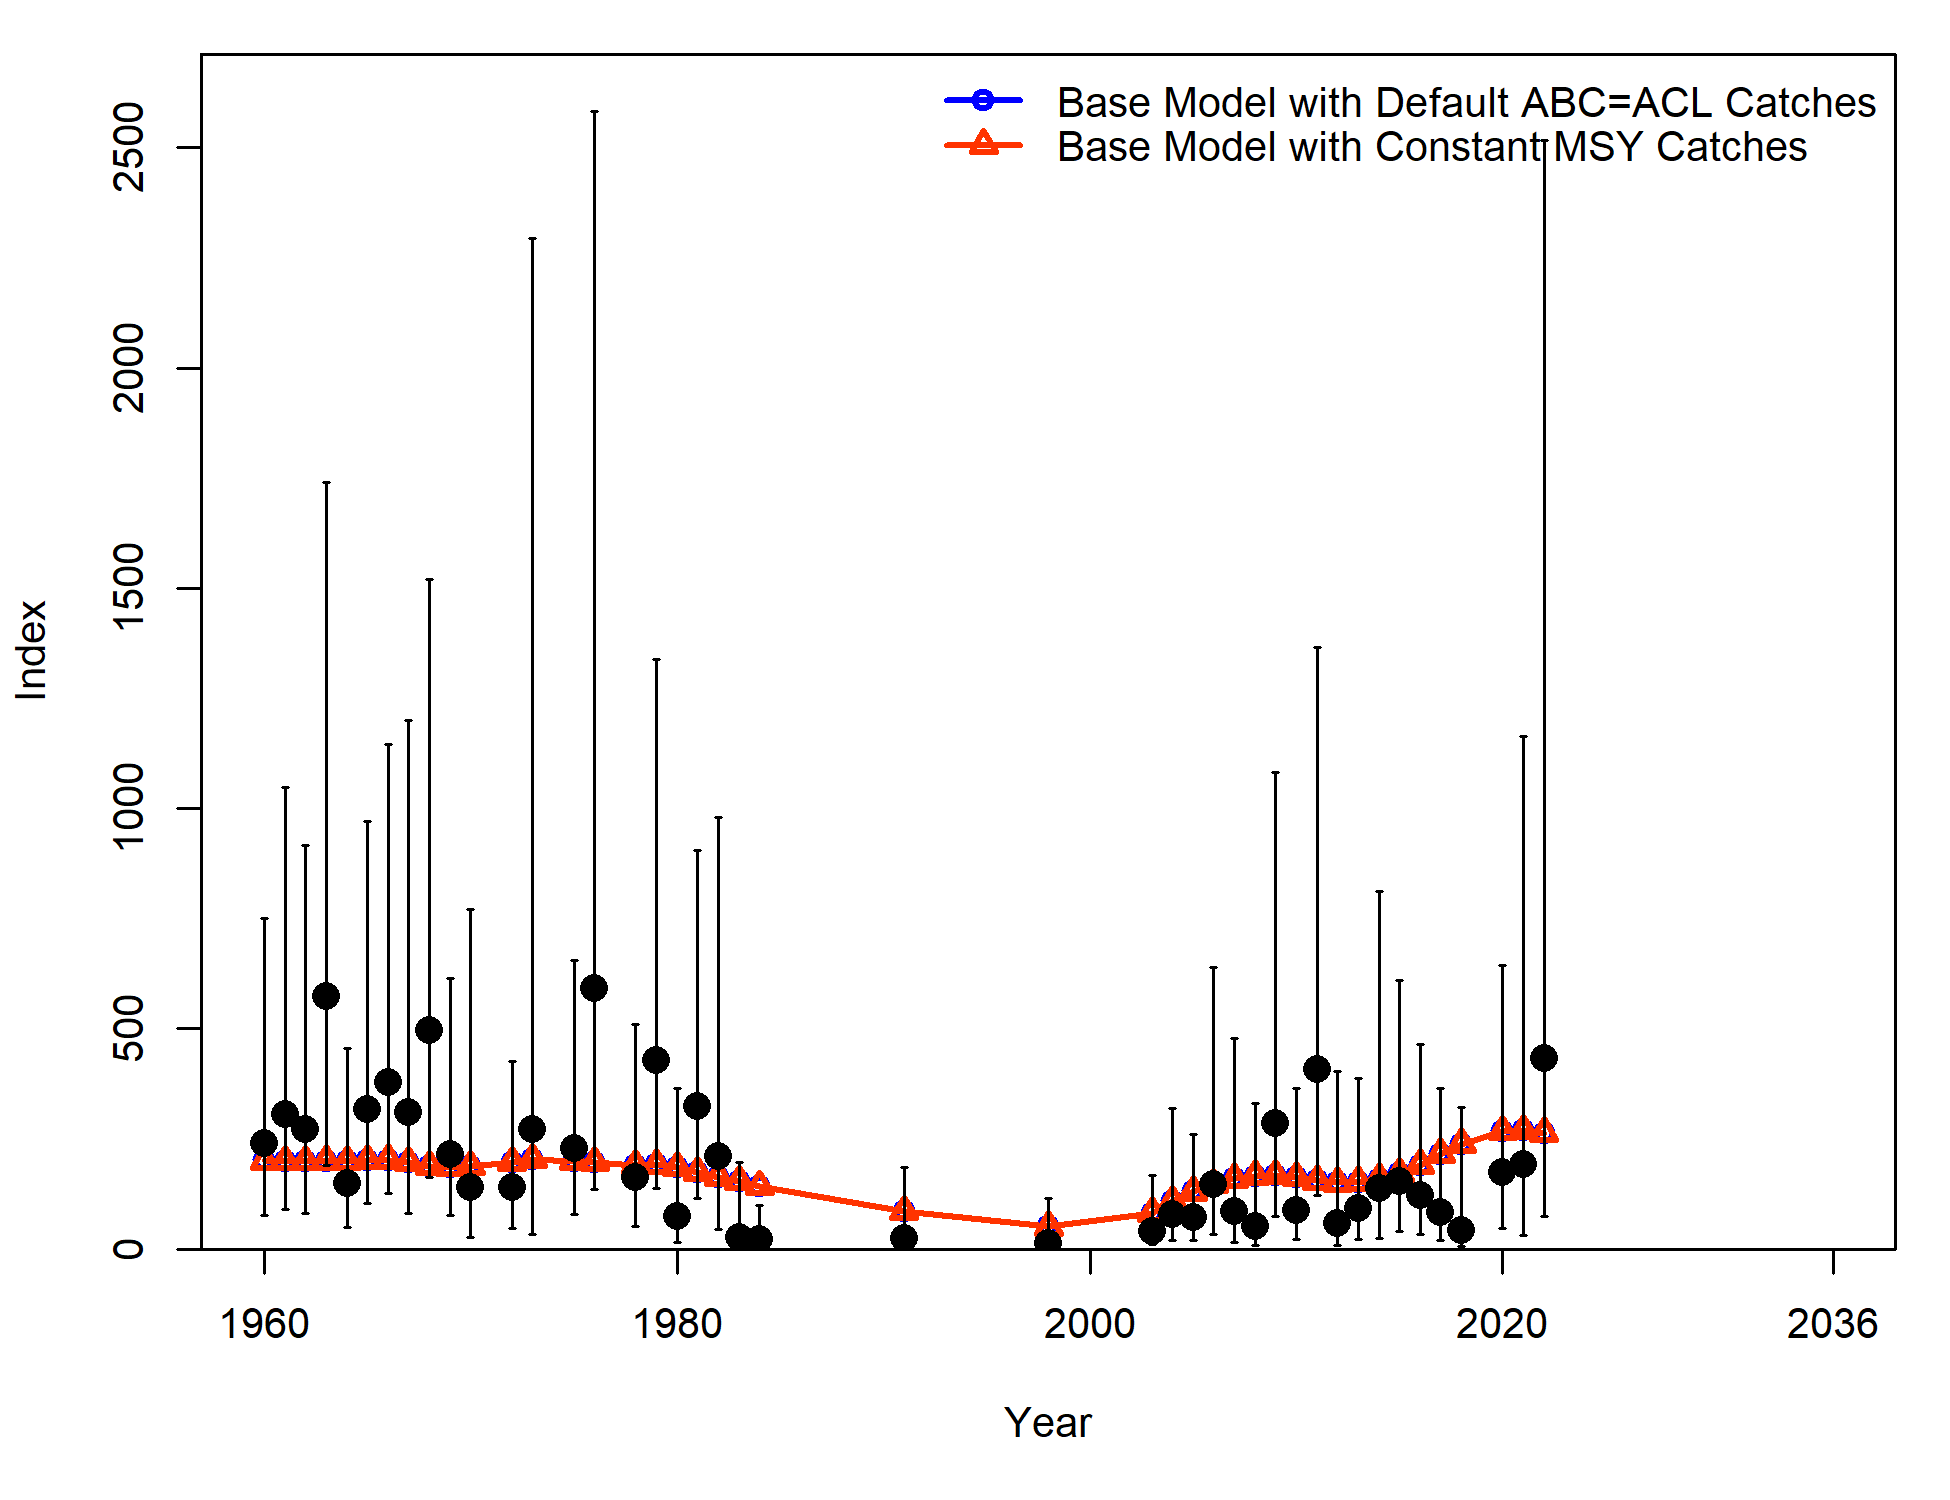 Base Model with Default ABC=ACL Catches
Base Model with Constant MSY Catches
2500
2000
1500
1000
500
0
Index
1960 1980 2000 2020 2036
Year